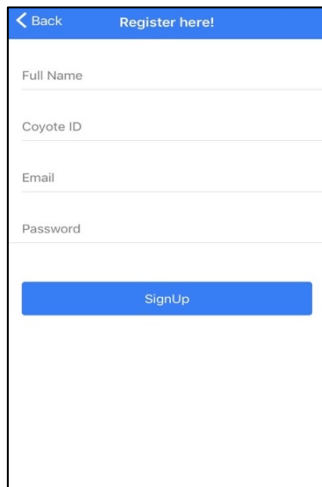 Back Register here!
Full Name
Coyote ID
Email
Password
SignUp